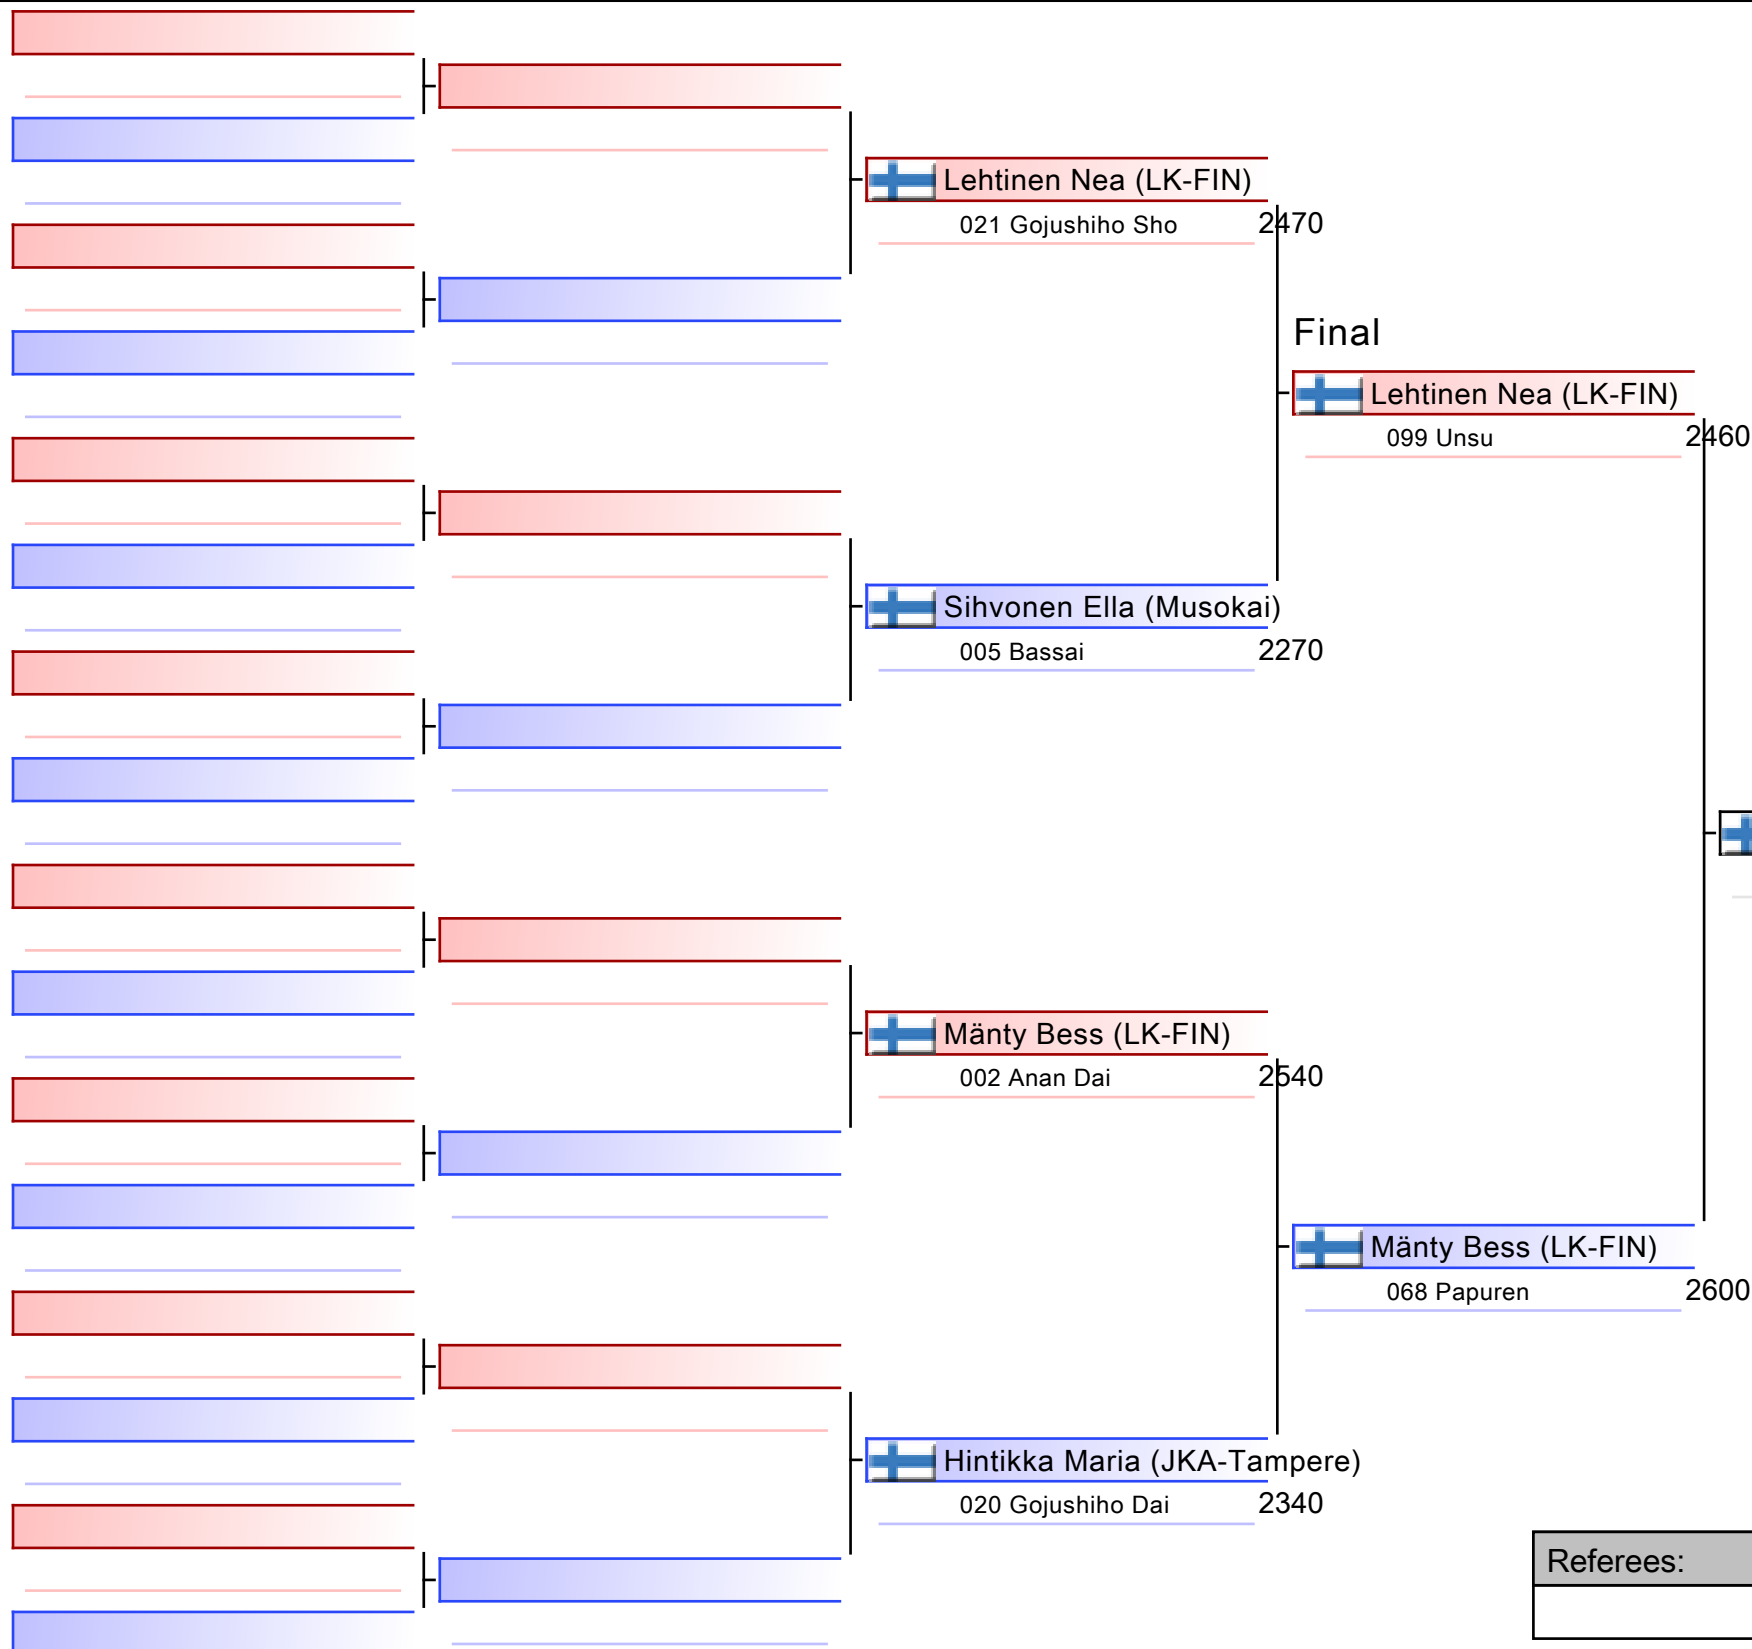 Lehtinen Nea (LK-FIN)
021 Gojushiho Sho 2470
Final
Lehtinen Nea (LK-FIN)
099 Unsu 2460
Sihvonen Ella (Musokai)
005 Bassai 2270
Mänty Bess (LK-FIN)
002 Anan Dai 2540
Mänty Bess (LK-FIN)
068 Papuren 2600
Hintikka Maria (JKA-Tampere)
020 Gojushiho Dai 2340
Referees: